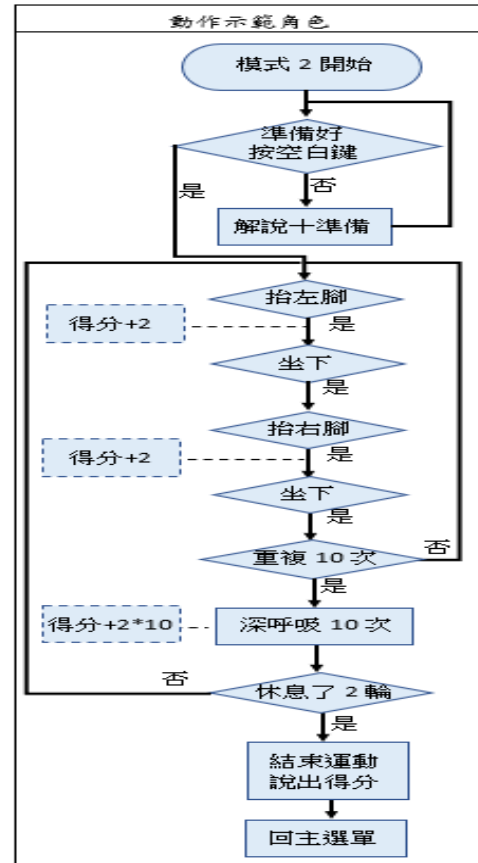 動作示範角色
模式 2 開始
準備好
按空白鍵
是
否
解說十準備
抬左腳
得分+2
是
坐下
是
抬右腳
得分+2
是
坐下
是
重複 10 次
否
是
得分+2*10
深呼吸 10 次
否
休息了 2 輪
是
結束運動
說出得分
回主選單